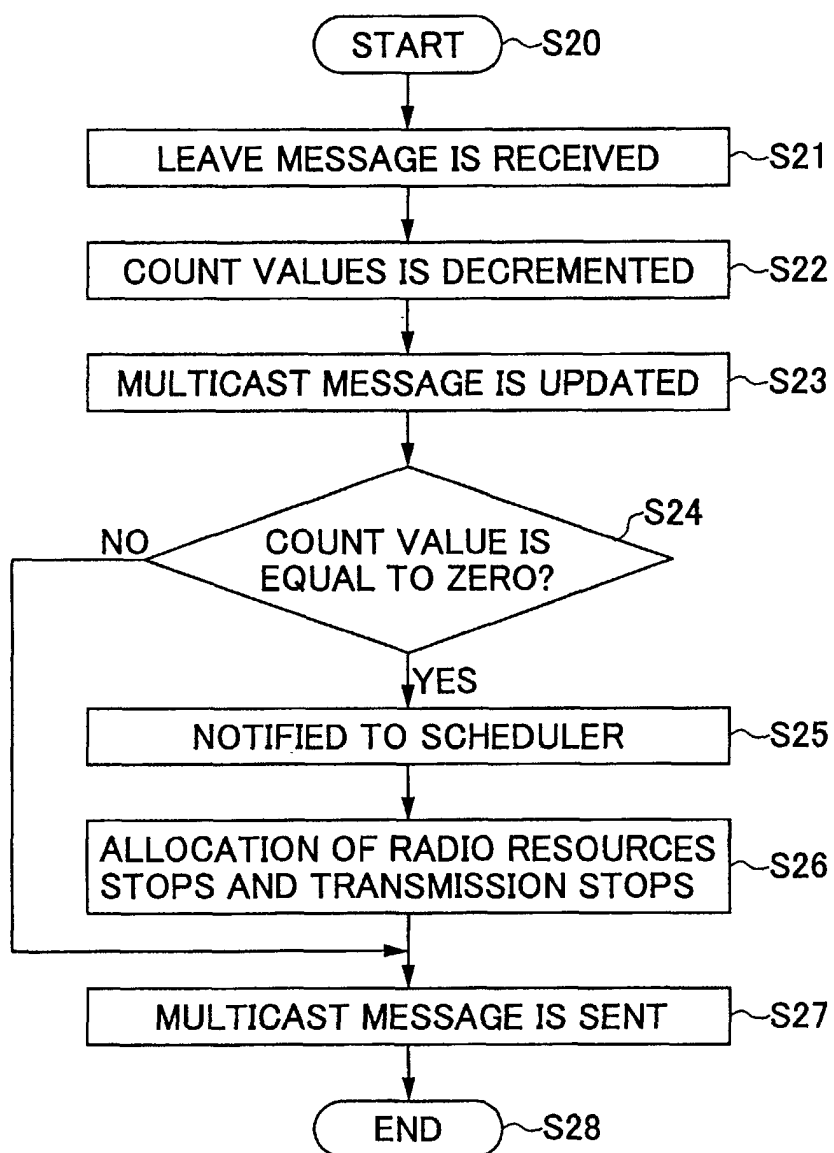 START
S20
LEAVE MESSAGE IS RECEIVED
S21
COUNT VALUES IS DECREMENTED
S22
MULTICAST MESSAGE IS UPDATED
S23
S24
NO
COUNT VALUE IS
EQUAL TO ZERO?
YES
NOTIFIED TO SCHEDULER
S25
ALLOCATION OF RADIO RESOURCES
STOPS AND TRANSMISSION STOPS
S26
MULTICAST MESSAGE IS SENT
S27
END
S28